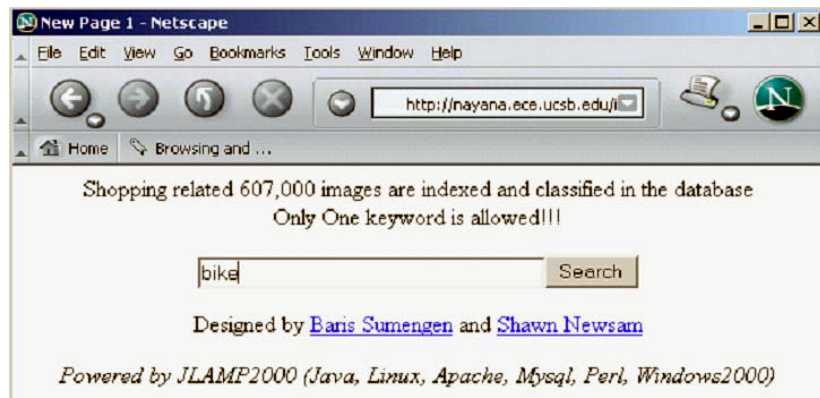 New Page 1 - Netscape
File Edit View Go Bookmarks Tools Window Help
http://nayana.ece.ucsb.edu/i
N
Home Browsing and ...
Shopping related 607,000 images are indexed and classified in the database
Only One keyword is allowed!!!
bike Search
Designed by Baris Sumengen and Shawn Newsam
Powered by JLAMP2000 (Java, Linux, Apache, Mysql, Perl, Windows2000)